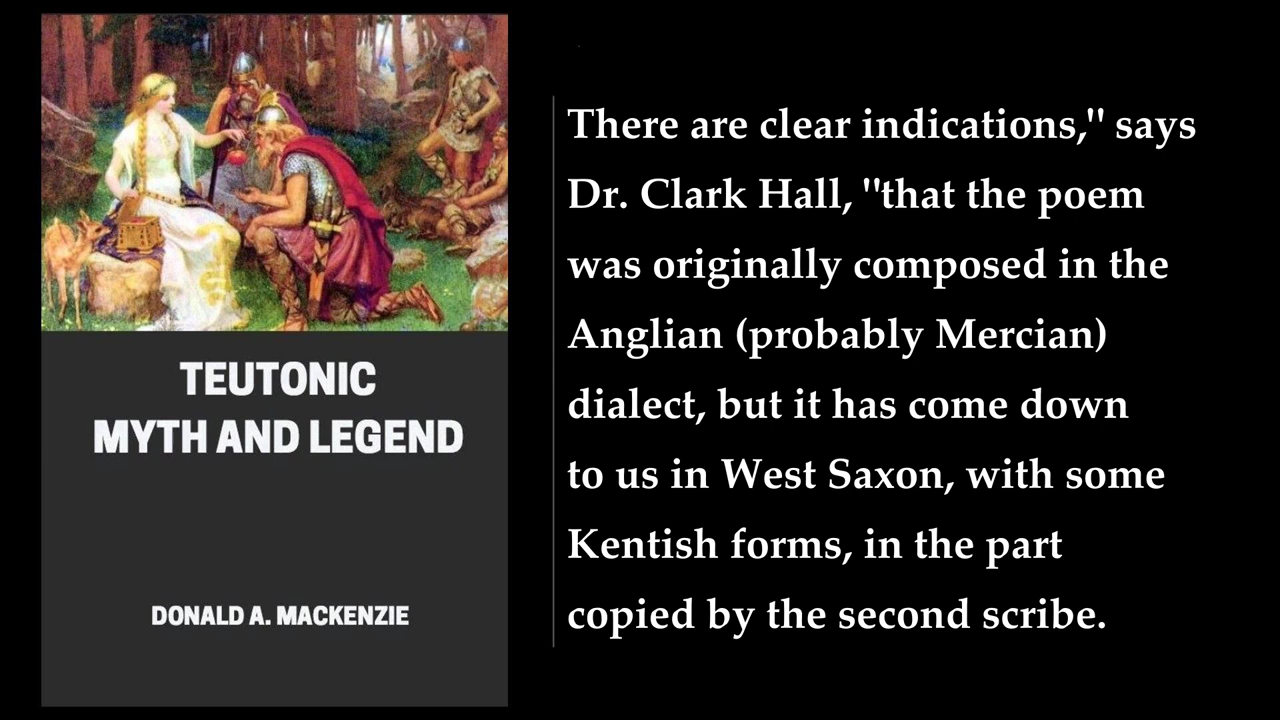 TEUTONIC
MYTH AND LEGEND
DONALD A. MACKENZIE
There are clear indications," says
Dr. Clark Hall, "that the poem
was originally composed in the
Anglian (probably Mercian)
dialect, but it has come down
to us in West Saxon, with some
Kentish forms, in the part
copied by the second scribe.